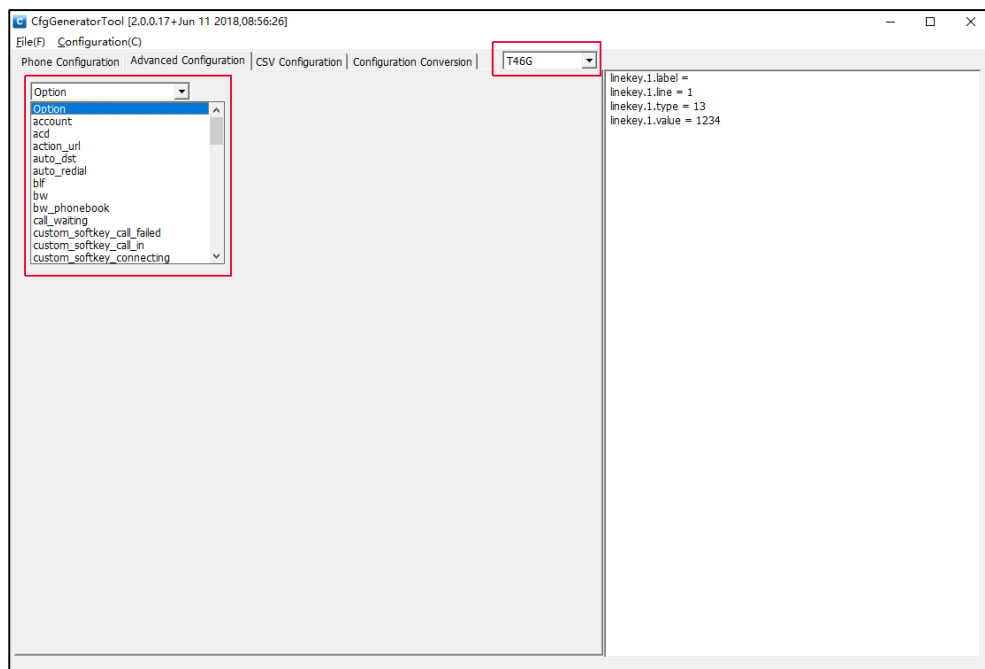 CfgGeneratorTool [2.0.0.17+Jun 11 2018,08:56:26]
File(F) Configuration(C)
Phone Configuration Advanced Configuration CSV Configuration Configuration Conversion T46G
Option
Option
account
acd
action_url
auto_dst
auto_redial
blf
bw
bw_phonebook
call_waiting
custom_softkey_call_failed
custom_softkey_call_in
custom_softkey_connecting
linekey.1.label =
linekey.1.line = 1
linekey.1.type = 13
linekey.1.value = 1234